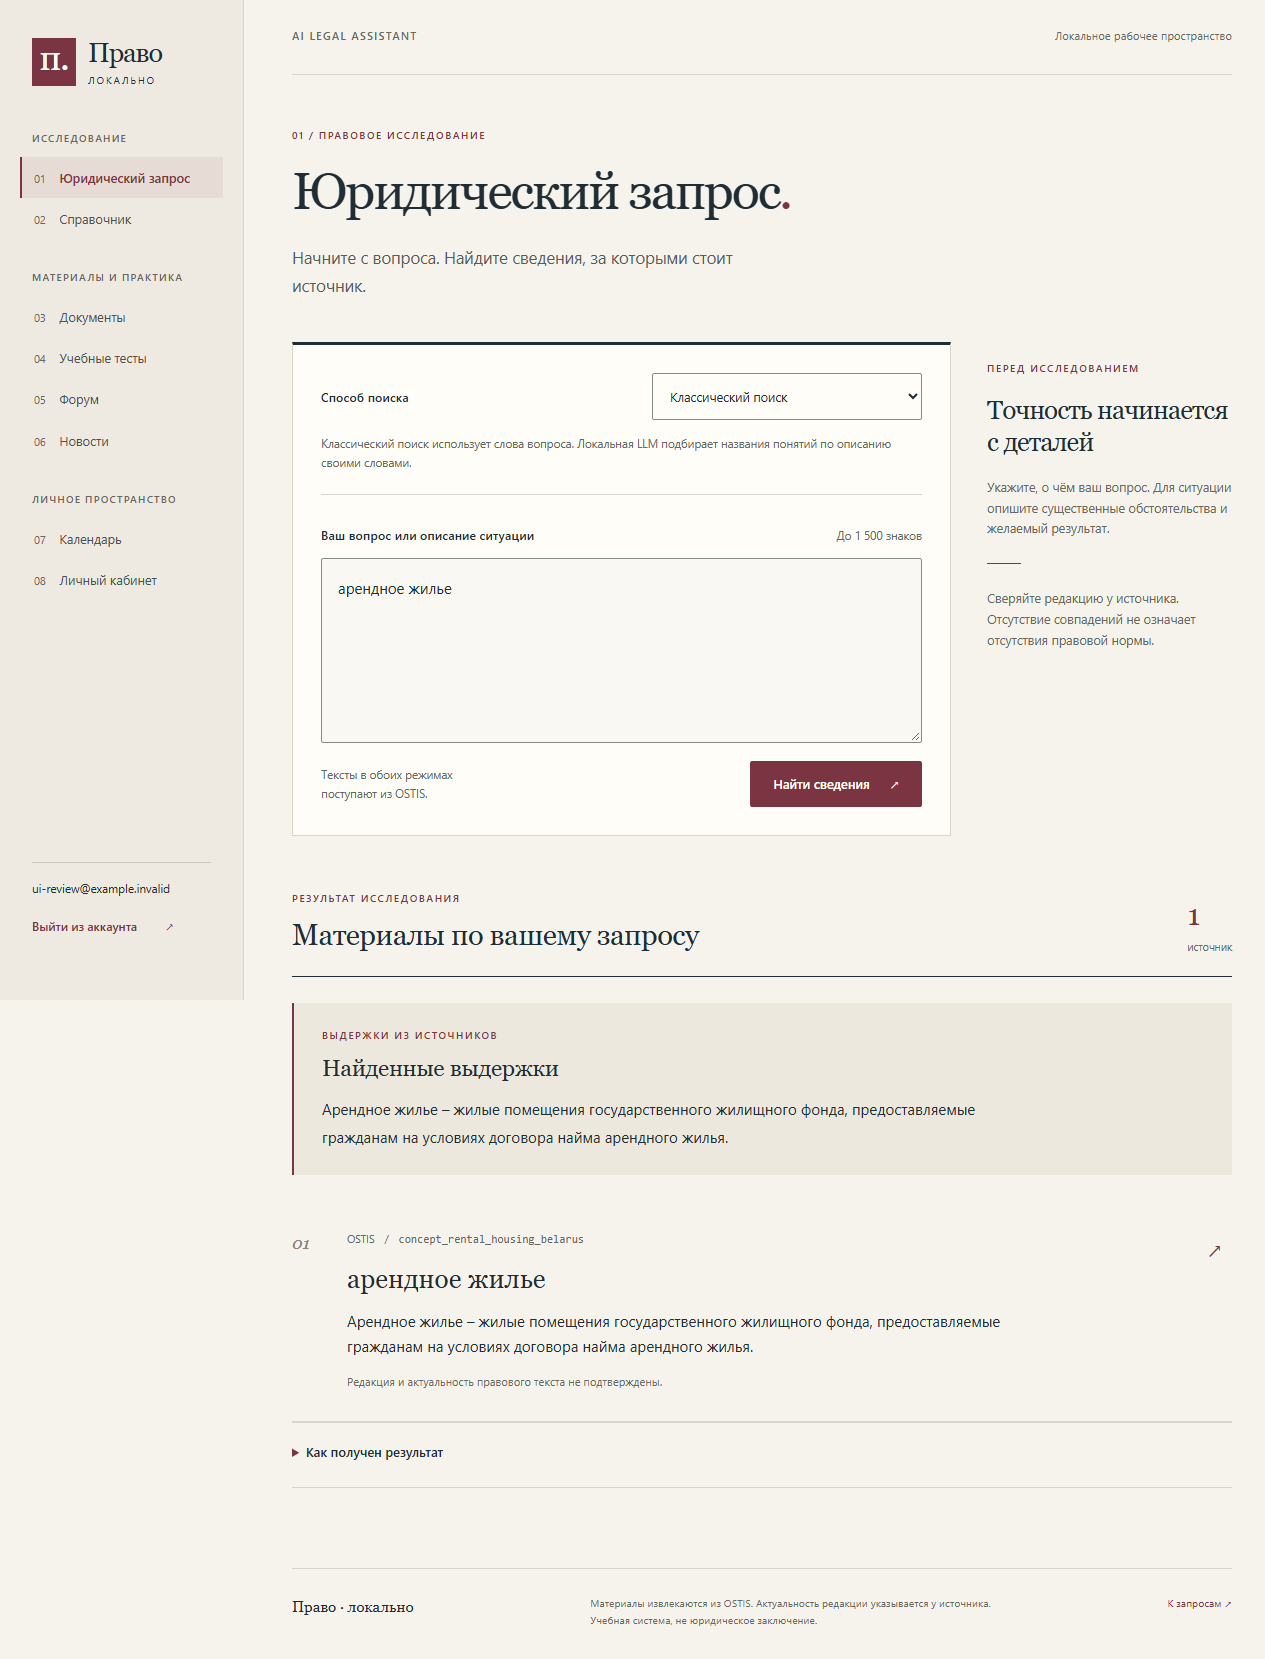 П.
Право
ЛОКАЛЬНО
ИССЛЕДОВАНИЕ
01 Юридический запрос
02 Справочник
МАТЕРИАЛЫ И ПРАКТИКА
03 Документы
04 Учебные тесты
05 Форум
06 Новости
ЛИЧНОЕ ПРОСТРАНСТВО
07 Календарь
08 Личный кабинет
ui-review@example.invalid
Выйти из аккаунта ↗
AI LEGAL ASSISTANT
Локальное рабочее пространство
01 / ПРАВОВОЕ ИССЛЕДОВАНИЕ
Юридический запрос.
Начните с вопроса. Найдите сведения, за которыми стоит
источник.
Способ поиска
Классический поиск
Классический поиск использует слова вопроса. Локальная LLM подбирает названия понятий по описанию
своими словами.
Ваш вопрос или описание ситуации
До 1 500 знаков
арендное жилье
Тексты в обоих режимах
поступают из OSTIS.
Найти сведения ↗
ПЕРЕД ИССЛЕДОВАНИЕМ
Точность начинается
с деталей
Укажите, о чём ваш вопрос. Для ситуации
опишите существенные обстоятельства и
желаемый результат.
Сверяйте редакцию у источника.
Отсутствие совпадений не означает
отсутствия правовой нормы.
РЕЗУЛЬТАТ ИССЛЕДОВАНИЯ
Материалы по вашему запросу
1
источник
ВЫДЕРЖКИ ИЗ ИСТОЧНИКОВ
Найденные выдержки
Арендное жилье – жилые помещения государственного жилищного фонда, предоставляемые
гражданам на условиях договора найма арендного жилья.
01
OSTIS / concept_rental_housing_belarus
↗
арендное жилье
Арендное жилье – жилые помещения государственного жилищного фонда, предоставляемые
гражданам на условиях договора найма арендного жилья.
Редакция и актуальность правового текста не подтверждены.
Как получен результат
Право · локально
Материалы извлекаются из OSTIS. Актуальность редакции указывается у источника.
Учебная система, не юридическое заключение.
К запросам ↗